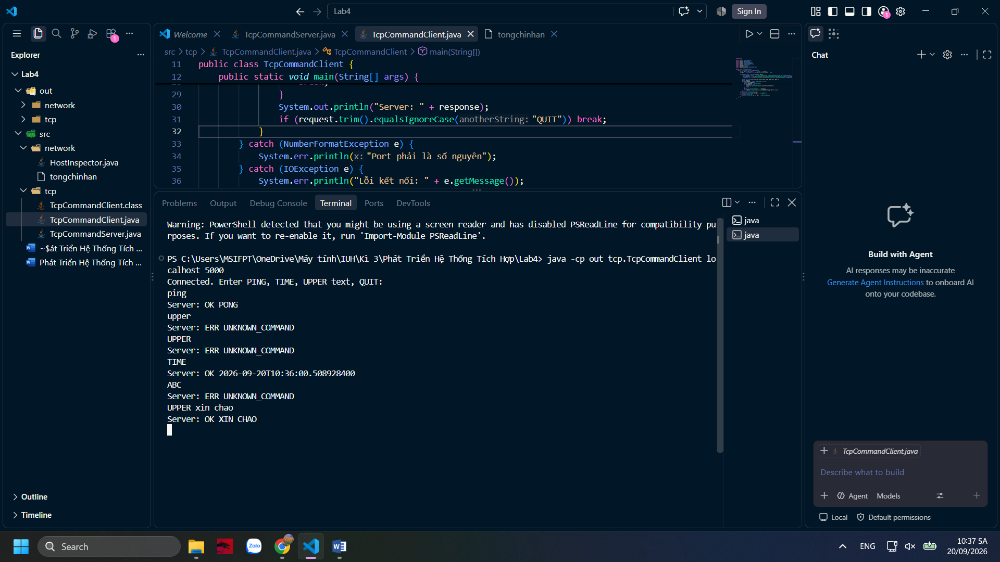 Lab4
Sign In
1
1
Explorer
Lab4
out
network
tcp
src
network
HostInspector.java
tongchinhan
tcp
TcpCommandClient.class
TcpCommandClient.java
TcpCommandServer.java
~$át Triển Hệ Thống Tích ...
Phát Triển Hệ Thống Tích ...
Outline
Timeline
Welcome
TcpCommandServer.java
TcpCommandClient.java
tongchinhan
src > tcp > TcpCommandClient.java > TcpCommandClient > main(String[])
11 public class TcpCommandClient {
12 public static void main(String[] args) {
29 }
30 System.out.println("Server: " + response);
31 if (request.trim().equalsIgnoreCase(anotherString: "QUIT")) break;
32 }
33 } catch (NumberFormatException e) {
34 System.err.println(x: "Port phải là số nguyên");
35 } catch (IOException e) {
36 System.err.println("Lỗi kết nối: " + e.getMessage());
Problems
Output
Debug Console
Terminal
Ports
DevTools
Warning: PowerShell detected that you might be using a screen reader and has disabled PSReadLine for compatibility pu
rposes. If you want to re-enable it, run 'Import-Module PSReadLine'.
PS C:\Users\MSIFPT\OneDrive\Máy tính\IUH\Kì 3\Phát Triển Hệ Thống Tích Hợp\Lab4> java -cp out tcp.TcpCommandClient lo
calhost 5000
Connected. Enter PING, TIME, UPPER text, QUIT:
ping
Server: OK PONG
upper
Server: ERR UNKNOWN_COMMAND
UPPER
Server: ERR UNKNOWN_COMMAND
TIME
Server: OK 2026-09-20T10:36:00.508928400
ABC
Server: ERR UNKNOWN_COMMAND
UPPER xin chao
Server: OK XIN CHAO
java
java
Chat
Build with Agent
AI responses may be inaccurate
Generate Agent Instructions to onboard AI
onto your codebase.
TcpCommandClient.java
Describe what to build
Agent
Models
Local
Default permissions
Search
Zalo
ENG
10:37 SA
20/09/2026